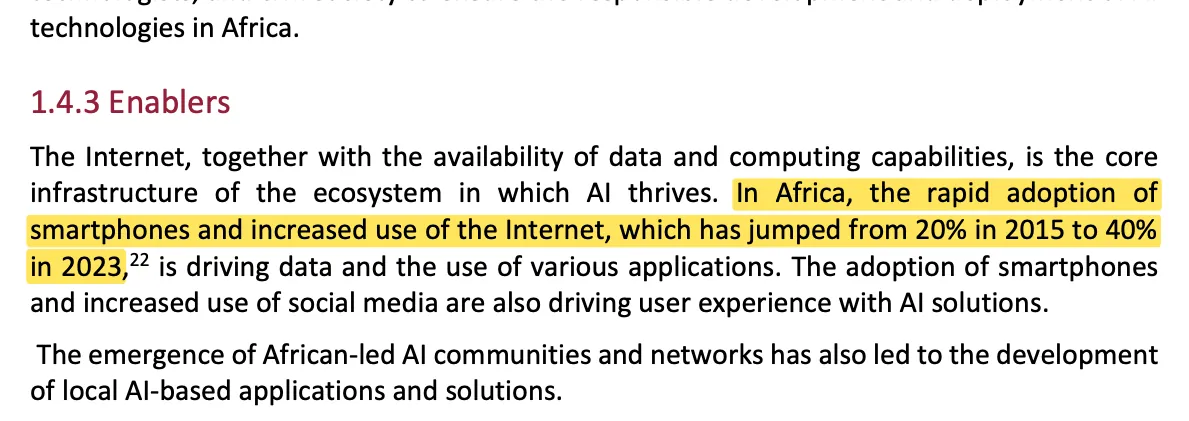 technologies in Africa.
1.4.3 Enablers
The Internet, together with the availability of data and computing capabilities, is the core
infrastructure of the ecosystem in which AI thrives. In Africa, the rapid adoption of
smartphones and increased use of the Internet, which has jumped from 20% in 2015 to 40%
in 2023,22 is driving data and the use of various applications. The adoption of smartphones
and increased use of social media are also driving user experience with AI solutions.
The emergence of African-led AI communities and networks has also led to the development
of local AI-based applications and solutions.